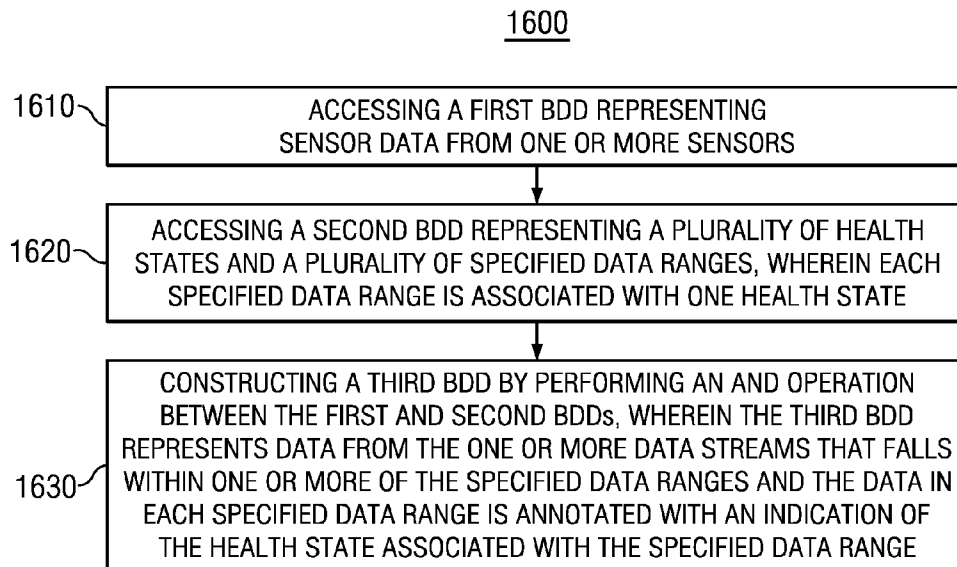 1600
1610
ACCESSING A FIRST BDD REPRESENTING
SENSOR DATA FROM ONE OR MORE SENSORS
1620
ACCESSING A SECOND BDD REPRESENTING A PLURALITY OF HEALTH
STATES AND A PLURALITY OF SPECIFIED DATA RANGES, WHEREIN EACH
SPECIFIED DATA RANGE IS ASSOCIATED WITH ONE HEALTH STATE
1630
CONSTRUCTING A THIRD BDD BY PERFORMING AN AND OPERATION
BETWEEN THE FIRST AND SECOND BDDs, WHEREIN THE THIRD BDD
REPRESENTS DATA FROM THE ONE OR MORE DATA STREAMS THAT FALLS
WITHIN ONE OR MORE OF THE SPECIFIED DATA RANGES AND THE DATA IN
EACH SPECIFIED DATA RANGE IS ANNOTATED WITH AN INDICATION OF
THE HEALTH STATE ASSOCIATED WITH THE SPECIFIED DATA RANGE